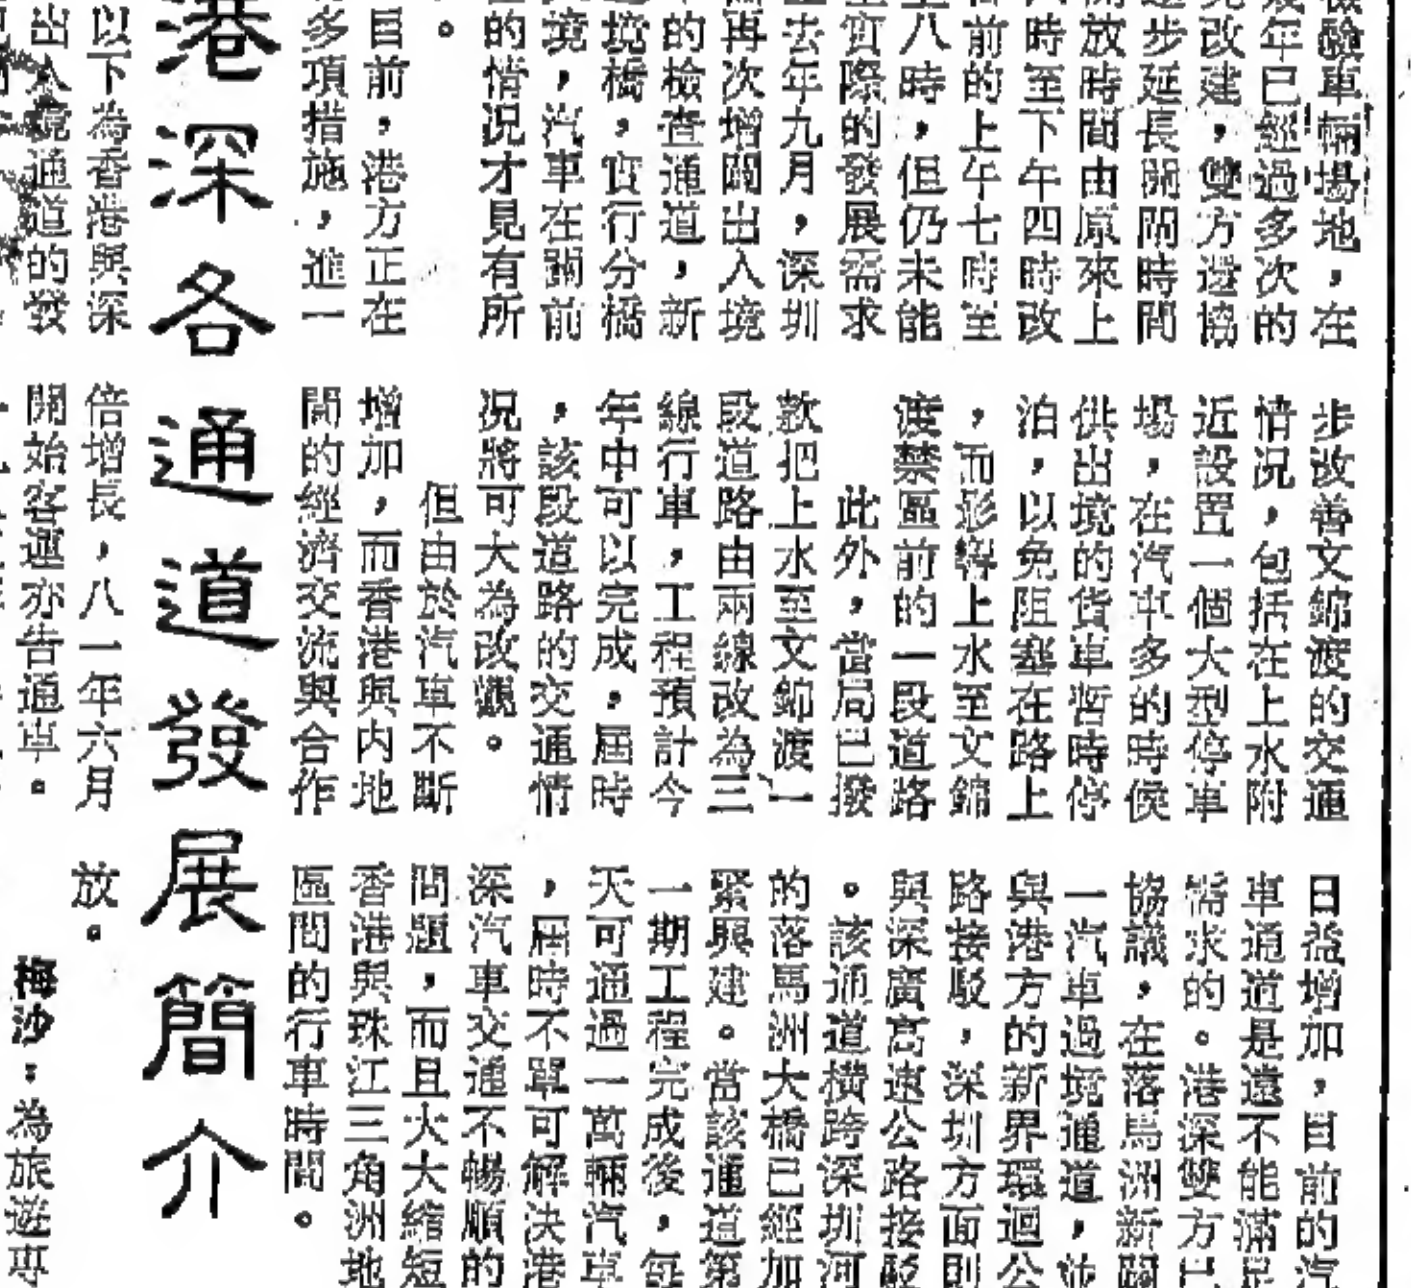 檢驗車輛場地，在
年已經過多次的
改建，雙方還協
步延長開關時間
放時間由原來上
時至下午四時改
前的上午七時至
八時，但仍未能
實際的發展需求
去年九月，深圳
再次增闢出入境
的檢查通道，新
境橋，實行分橋
境，汽車在關前
的情況才見有所
。
目前，港方正在
多項措施，進一
步改善文錦渡的交通
情況，包括在上水附
近設置一個大型停車
場，在汽車多的時候
供出境的貨車暫時停
泊，以免阻塞在路上
，而影響上水至文錦
渡禁區前的一段道路
此外，當局已撥
款把上水至文錦渡一
段道路由兩線改為三
線行車，工程預計今
年中可以完成，屆時
，該段道路的交通情
況將可大為改觀。
但由於汽車不斷
增加，而香港與內地
間的經濟交流與合作
日益增加，目前的汽
車通道是遠不能滿足
需求的。港深雙方已
協議，在落馬洲新闢
一汽車過境通道，並
與港方的新界環迴公
路接駁，深圳方面則
與深廣高速公路接駁
。該通道橫跨深圳河
的落馬洲大橋已經加
緊興建。當該通道第
一期工程完成後，每
天可通過一萬輛汽車
，屆時不單可解決港
深汽車交通不暢順的
問題，而且大大縮短
香港與珠江三角洲地
區間的行車時間。
港深各通道發展簡介
以下為香港與深
出入境通道的發
倍增長，八一年六月
開始客運亦告通車。
放。
梅沙：為旅遊專